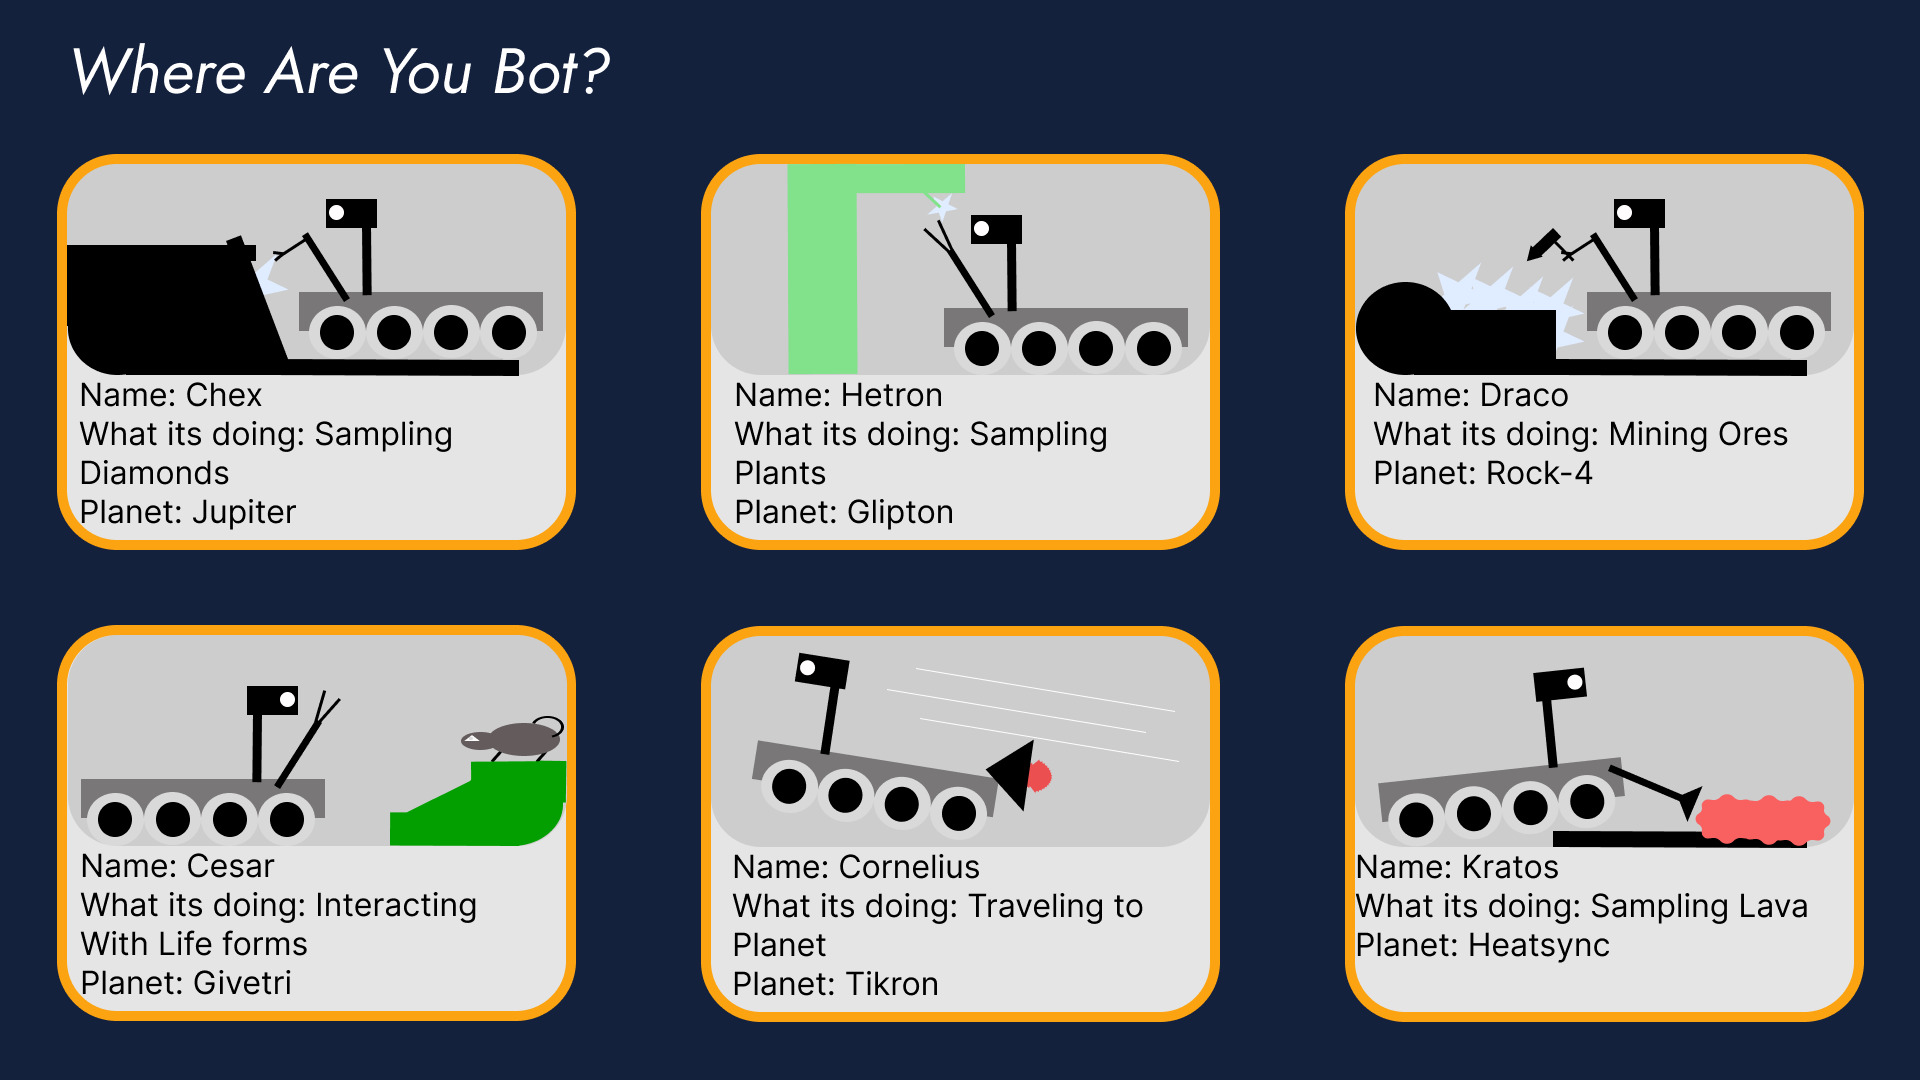 Where Are You Bot?
Name: Chex
What its doing: Sampling
Diamonds
Planet: Jupiter
Name: Hetron
What its doing: Sampling
Plants
Planet: Glipton
Name: Draco
What its doing: Mining Ores
Planet: Rock-4
Name: Cesar
What its doing: Interacting
With Life forms
Planet: Givetri
Name: Cornelius
What its doing: Traveling to
Planet
Planet: Tikron
Name: Kratos
What its doing: Sampling Lava
Planet: Heatsync